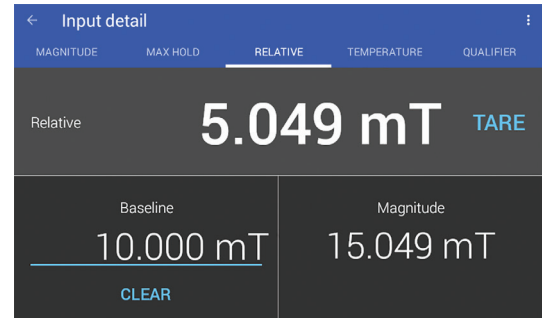 Input detail
MAGNITUDE MAX HOLD RELATIVE TEMPERATURE QUALIFIER
Relative 5.049 mT TARE
Baseline Magnitude
10.000 mT 15.049 mT
CLEAR